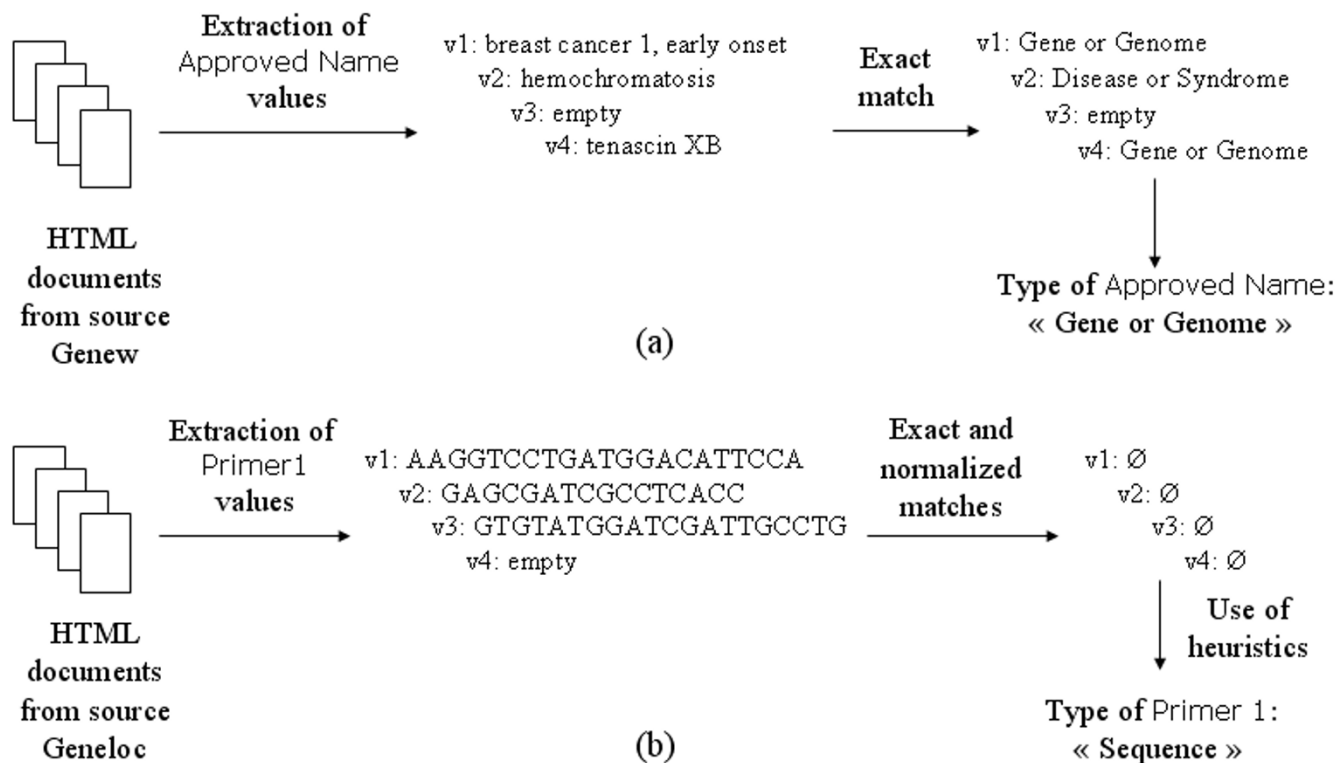 Extraction of
Approved Name
values
v1: breast cancer 1, early onset
v2: hemochromatosis
v3: empty
v4: tenascin XB
Exact
match
v1: Gene or Genome
v2: Disease or Syndrome
v3: empty
v4: Gene or Genome
HTML
documents
from source
Genew
Type of Approved Name:
« Gene or Genome »
(a)
Extraction of
Primer1
values
v1: AAGGTCCTGATGGACATTCCA
v2: GAGCGATCGCCTCACC
v3: GTGTATGGATCGATTGCCTG
v4: empty
Exact and
normalized
matches
v1: Ø
v2: Ø
v3: Ø
v4: Ø
Use of
heuristics
HTML
documents
from source
Geneloc
Type of Primer 1:
« Sequence »
(b)